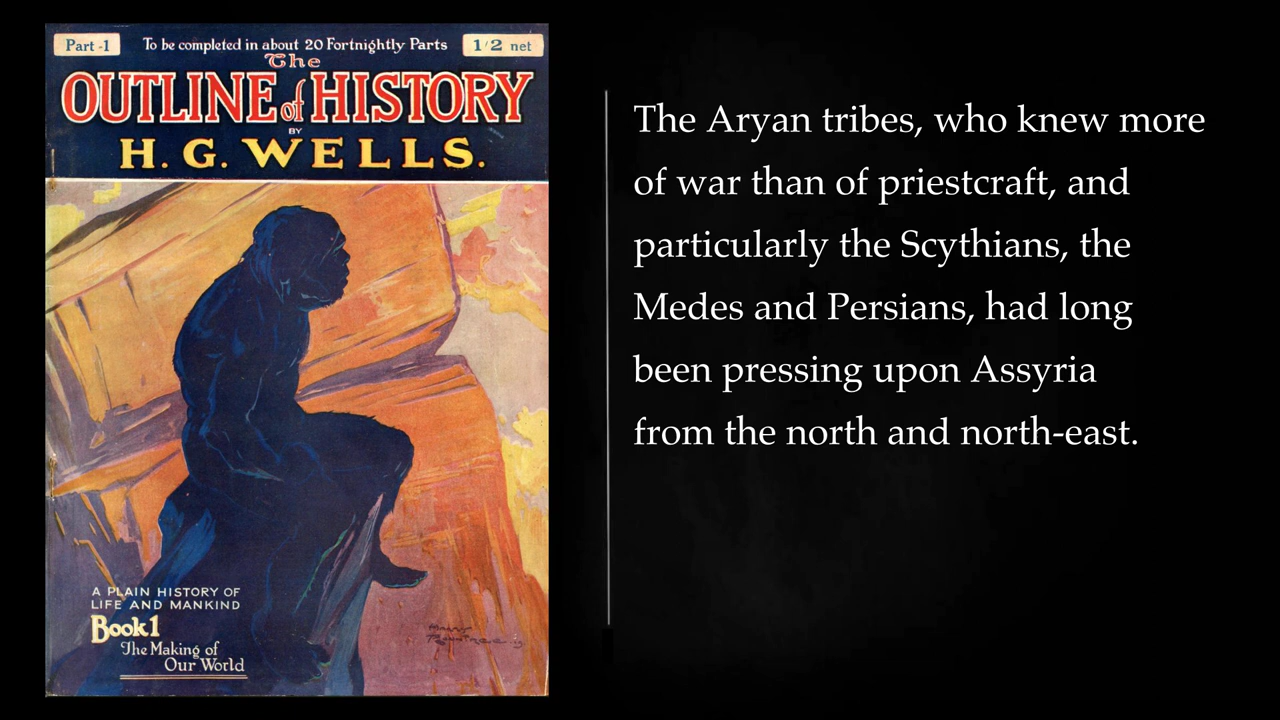 Part -1
To be completed in about 20 Fortnightly Parts
1/2 net
The
OUTLINE of HISTORY
BY
H. G. WELLS.
A PLAIN HISTORY OF
LIFE AND MANKIND
Book 1
The Making of
Our World
The Aryan tribes, who knew more
of war than of priestcraft, and
particularly the Scythians, the
Medes and Persians, had long
been pressing upon Assyria
from the north and north-east.